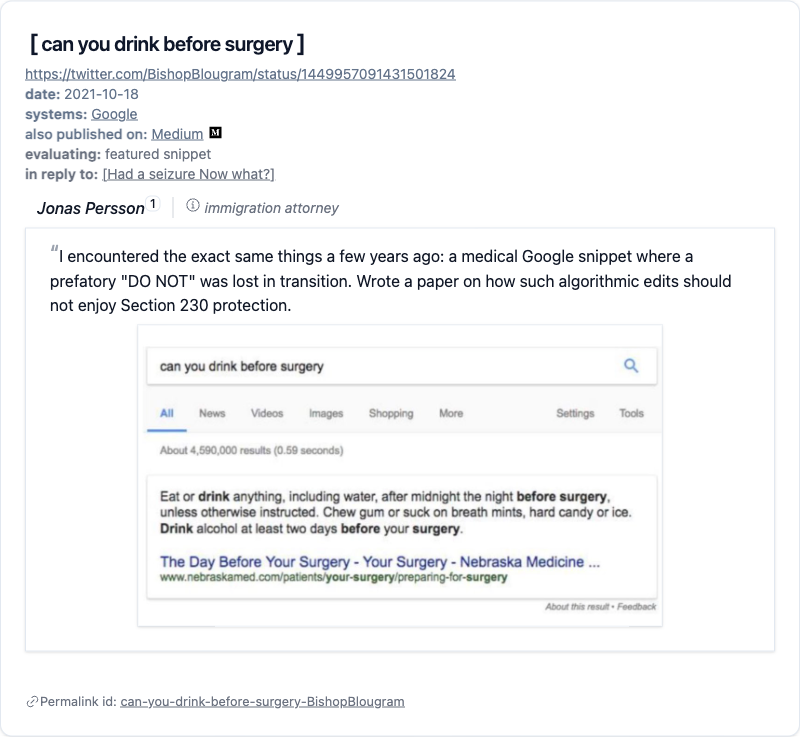 [ can you drink before surgery ]
https://twitter.com/BishopBlougram/status/1449957091431501824
date: 2021-10-18
systems: Google
also published on: Medium M
evaluating: featured snippet
in reply to: [Had a seizure Now what?]
Jonas Persson 1 immigration attorney
“I encountered the exact same things a few years ago: a medical Google snippet where a
prefatory "DO NOT" was lost in transition. Wrote a paper on how such algorithmic edits should
not enjoy Section 230 protection.
can you drink before surgery
All News Videos Images Shopping More Settings Tools
About 4,590,000 results (0.59 seconds)
Eat or drink anything, including water, after midnight the night before surgery,
unless otherwise instructed. Chew gum or suck on breath mints, hard candy or ice.
Drink alcohol at least two days before your surgery.
The Day Before Your Surgery - Your Surgery - Nebraska Medicine ...
www.nebraskamed.com/patients/your-surgery/preparing-for-surgery
About this result • Feedback
Permalink id: can-you-drink-before-surgery-BishopBlougram